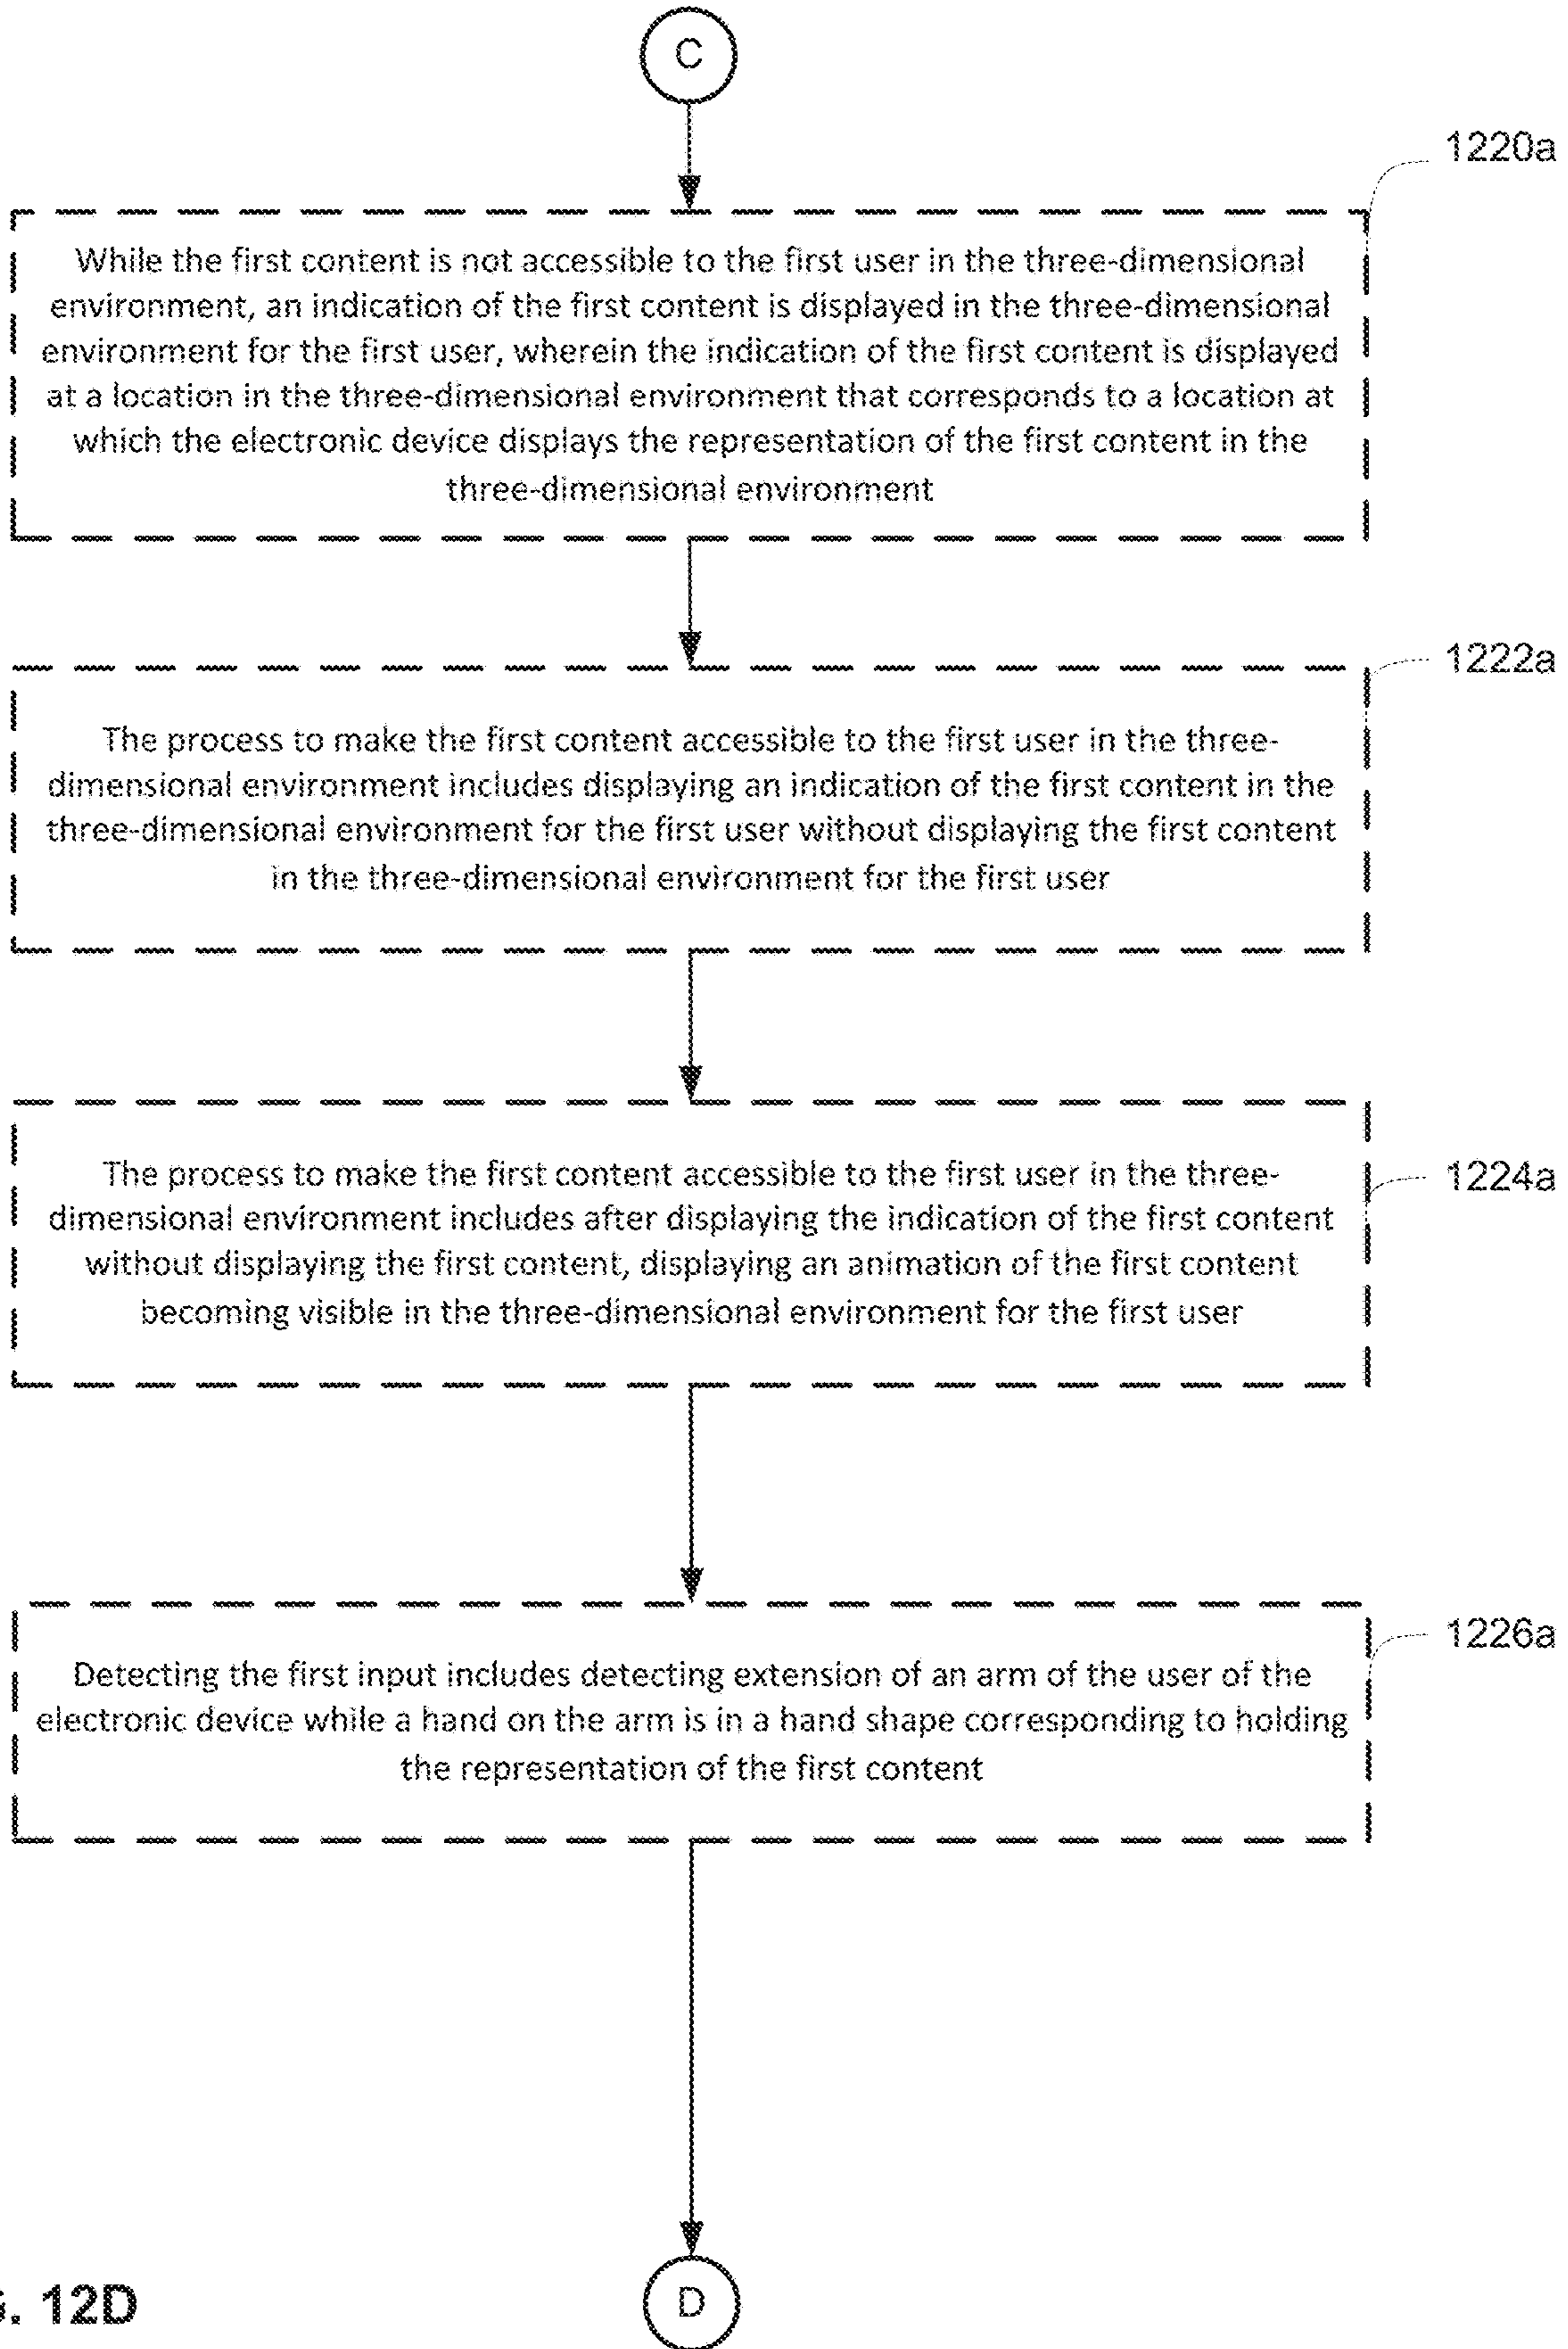 C
1220a
While the first content is not accessible to the first user in the three-dimensional
environment, an indication of the first content is displayed in the three-dimensional
environment for the first user, wherein the indication of the first content is displayed
at a location in the three-dimensional environment that corresponds to a location at
which the electronic device displays the representation of the first content in the
three-dimensional environment
1222a
The process to make the first content accessible to the first user in the three-
dimensional environment includes displaying an indication of the first content in the
three-dimensional environment for the first user without displaying the first content
in the three-dimensional environment for the first user
1224a
The process to make the first content accessible to the first user in the three-
dimensional environment includes after displaying the indication of the first content
without displaying the first content, displaying an animation of the first content
becoming visible in the three-dimensional environment for the first user
1226a
Detecting the first input includes detecting extension of an arm of the user of the
electronic device while a hand on the arm is in a hand shape corresponding to holding
the representation of the first content
D
12D